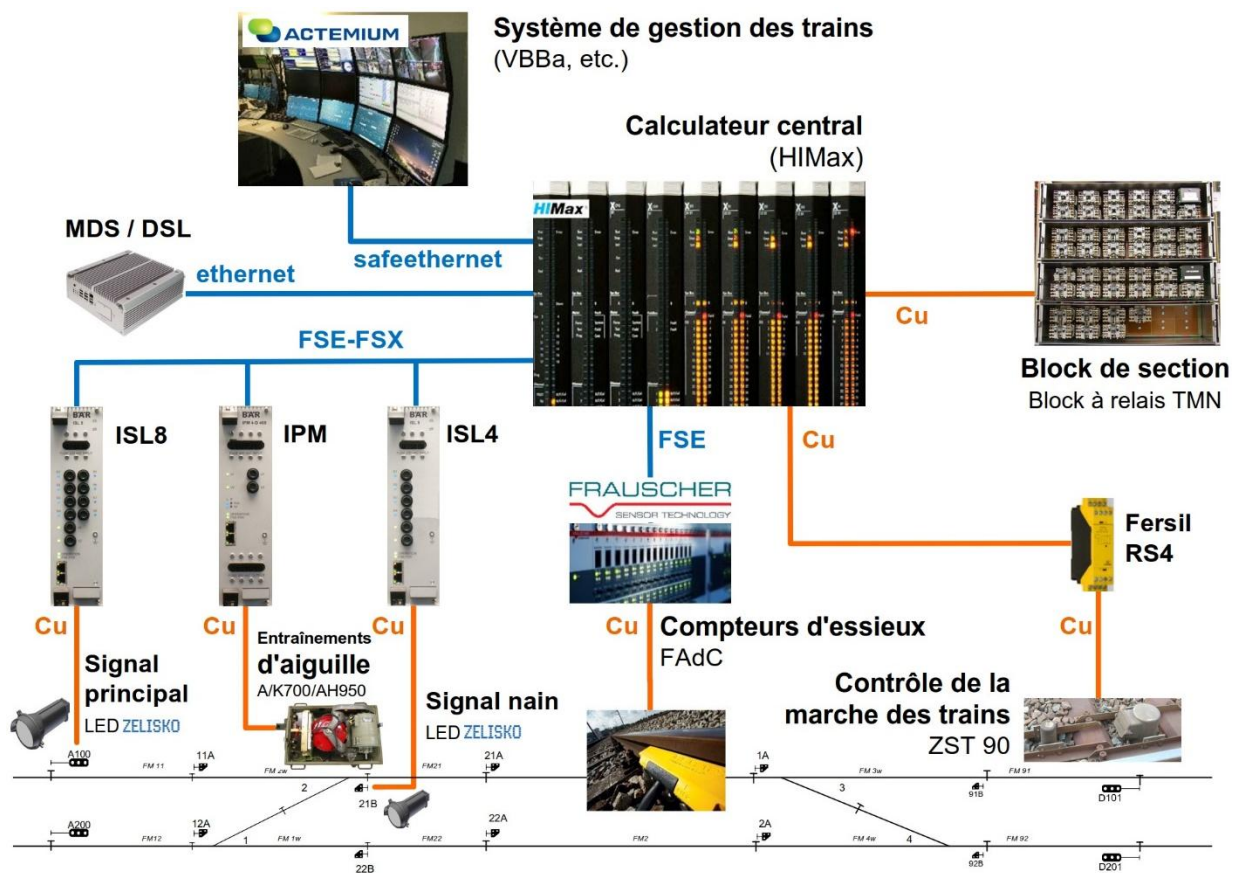 ACTEMIUM
Système de gestion des trains
(VBBa, etc.)
Calculateur central
(HIMax)
HIMax
MDS / DSL
ethernet
safeethernet
FSE-FSX
Cu
Block de section
Block à relais TMN
BÄR
ISL8
BÄR
IPM
BÄR
ISL4
FSE
Cu
FRAUSCHER
SENSOR TECHNOLOGY
Fersil
RS4
Cu
Cu
Cu
Cu
Cu
Entraînements
d'aiguille
A/K700/AH950
Signal
principal
LED ZELISKO
Signal nain
LED ZELISKO
Compteurs d'essieux
FAdC
Contrôle de la
marche des trains
ZST 90
A100
FM 11
11A
FM 2w
2
FM21
21A
21B
1A
FM 3w
3
FM 91
91B
D101
A200
FM12
12A
1
FM 1w
FM22
22A
22B
FM2
2A
FM 4w
4
FM 92
92B
D201